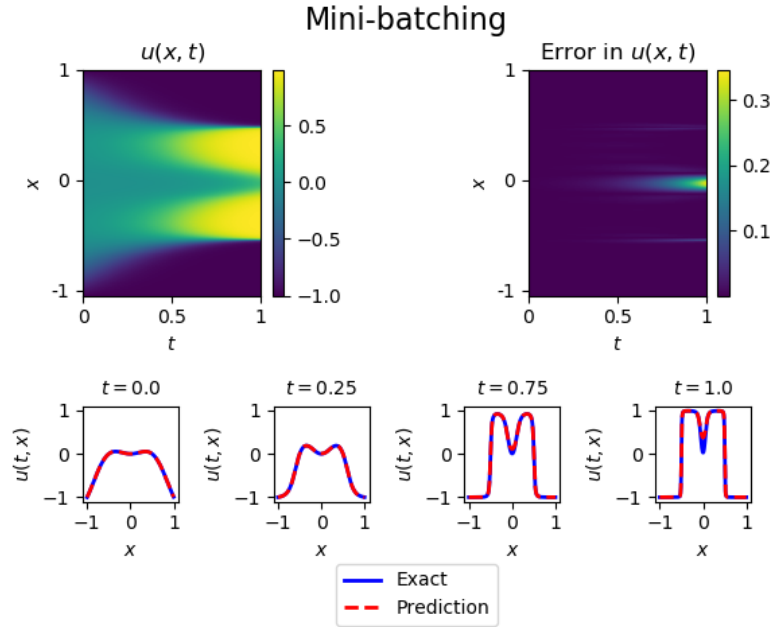 Mini-batching
u(x, t)
Error in u(x, t)
1
0
-1
x
0
0.5
1
t
0.5
0.0
−0.5
−1.0
1
0
-1
x
0
0.5
1
t
0.3
0.2
0.1
t = 0.0
t = 0.25
t = 0.75
t = 1.0
u(t, x)
1
0
−1
−1
0
1
x
u(t, x)
1
0
−1
−1
0
1
x
u(t, x)
1
0
−1
−1
0
1
x
u(t, x)
1
0
−1
−1
0
1
x
Exact
Prediction